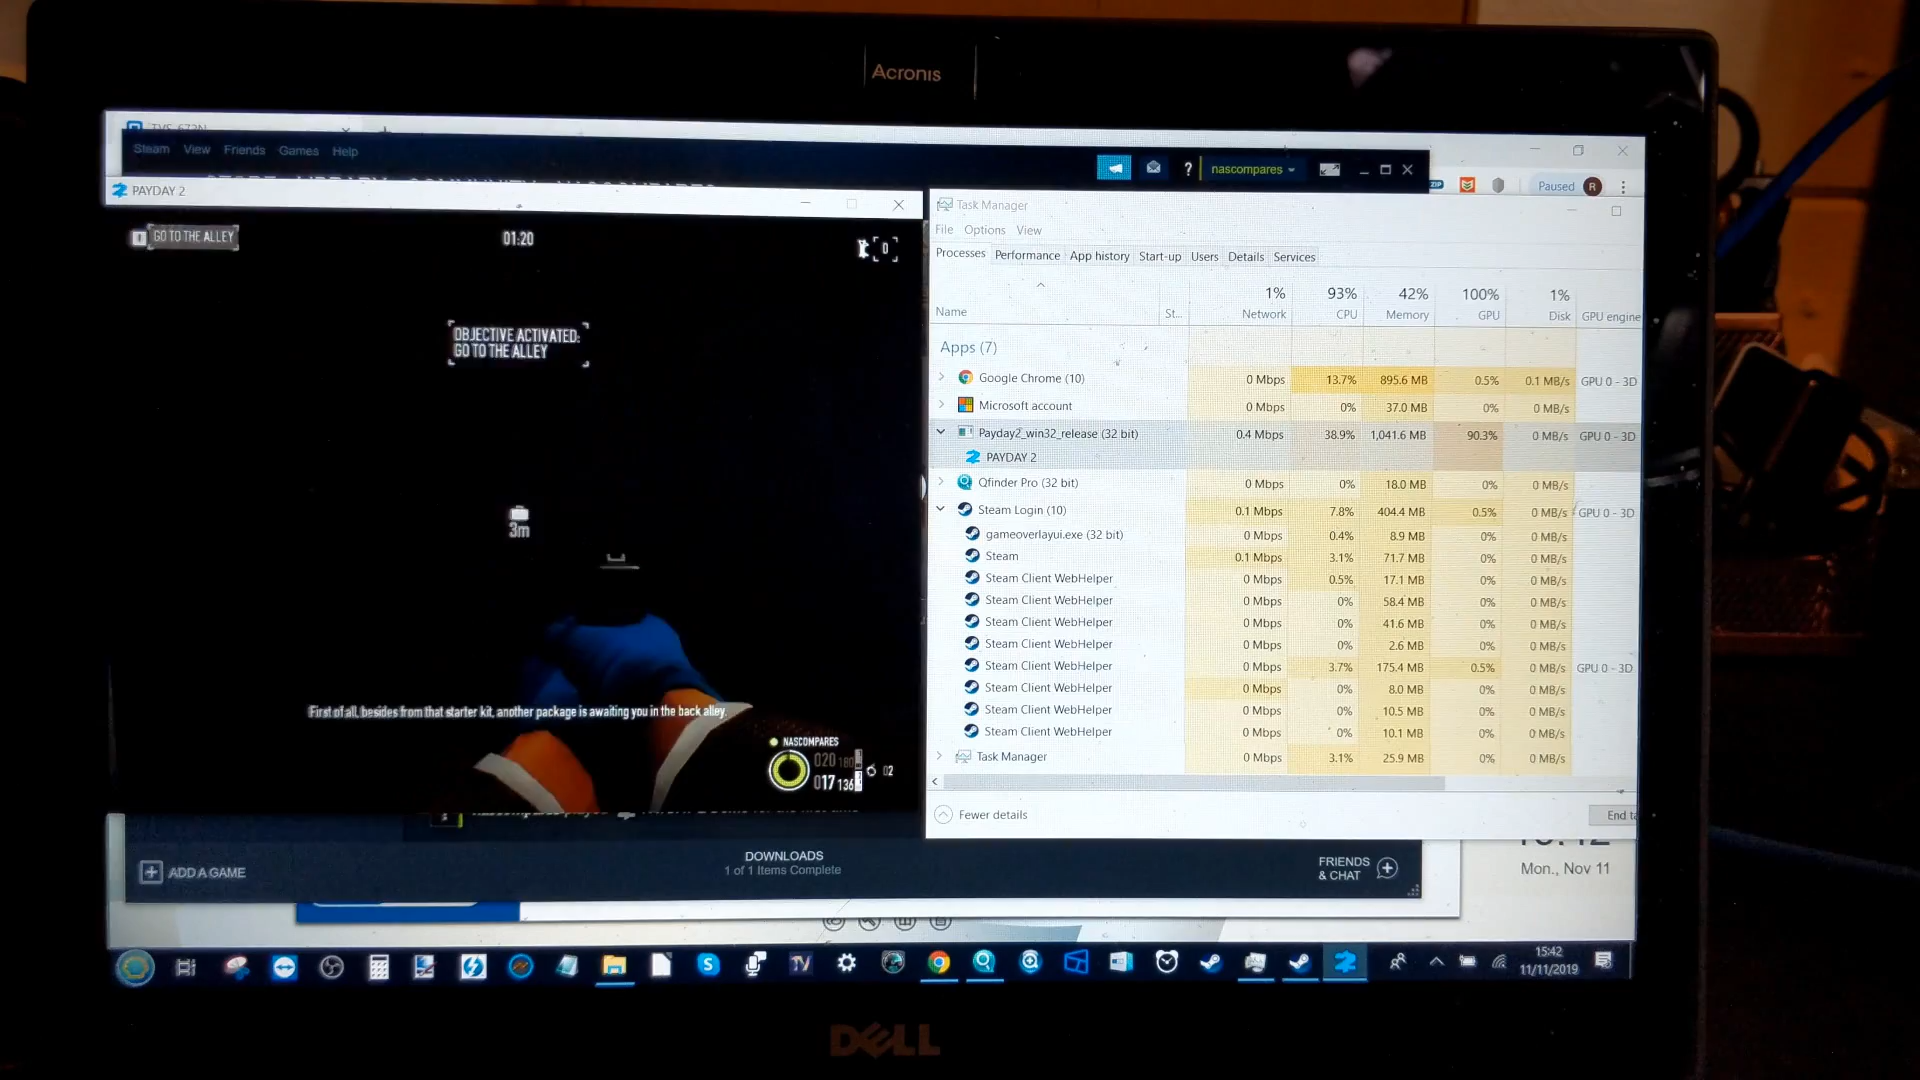 Acronis
Steam View Friends Games Help
nascompares
Paused R
PAYDAY 2
GO TO THE ALLEY
01:20
0
OBJECTIVE ACTIVATED:
GO TO THE ALLEY
3m
First of all, besides from that starter kit, another package is awaiting you in the back alley.
NASCOMPARES
020 180
017 136
02
Task Manager
File Options View
Processes Performance App history Start-up Users Details Services
1% 93% 42% 100% 1%
Name St... Network CPU Memory GPU Disk GPU engine
Apps (7)
Google Chrome (10) 0 Mbps 13.7% 895.6 MB 0.5% 0.1 MB/s GPU 0 - 3D
Microsoft account 0 Mbps 0% 37.0 MB 0% 0 MB/s
Payday2_win32_release (32 bit) 0.4 Mbps 38.9% 1,041.6 MB 90.3% 0 MB/s GPU 0 - 3D
PAYDAY 2
Qfinder Pro (32 bit) 0 Mbps 0% 18.0 MB 0% 0 MB/s
Steam Login (10) 0.1 Mbps 7.8% 404.4 MB 0.5% 0 MB/s GPU 0 - 3D
gameoverlayui.exe (32 bit) 0 Mbps 0.4% 8.9 MB 0% 0 MB/s
Steam 0.1 Mbps 3.1% 71.7 MB 0% 0 MB/s
Steam Client WebHelper 0 Mbps 0.5% 17.1 MB 0% 0 MB/s
Steam Client WebHelper 0 Mbps 0% 58.4 MB 0% 0 MB/s
Steam Client WebHelper 0 Mbps 0% 41.6 MB 0% 0 MB/s
Steam Client WebHelper 0 Mbps 0% 2.6 MB 0% 0 MB/s
Steam Client WebHelper 0 Mbps 3.7% 175.4 MB 0.5% 0 MB/s GPU 0 - 3D
Steam Client WebHelper 0 Mbps 0% 8.0 MB 0% 0 MB/s
Steam Client WebHelper 0 Mbps 0% 10.5 MB 0% 0 MB/s
Steam Client WebHelper 0 Mbps 0% 10.1 MB 0% 0 MB/s
Task Manager 0 Mbps 3.1% 25.9 MB 0% 0 MB/s
Fewer details
End ta
ADD A GAME
DOWNLOADS
1 of 1 Items Complete
FRIENDS
& CHAT
Mon., Nov 11
15:42
11/11/2019
DELL